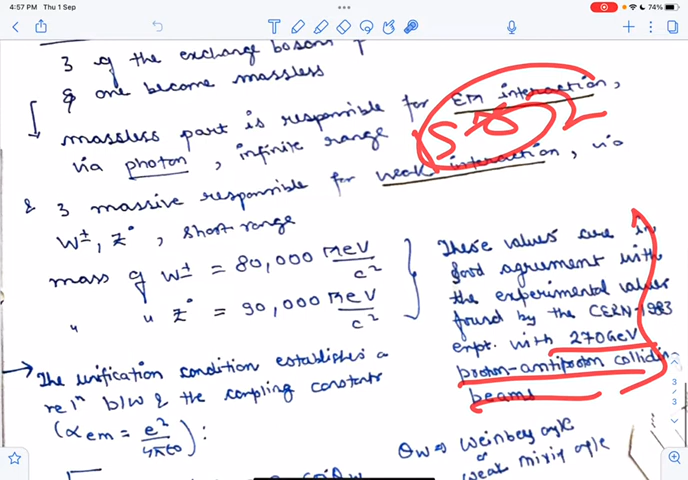 4:57 PM Thu 1 Sep
74%
3 of the exchange bosons
& one become massless
massless part is responsible for EM interaction,
via photon, infinite range
& 3 massive responsible for weak interaction, via
W±, Z°, short range
mass of W± = 80,000 MeV/c²
" " Z° = 90,000 MeV/c²
These values are in
good agreement with
the experimental values
found by the CERN-1983
expt. with 270GeV
proton-antiproton colliding
beams
→ The unification condition establishes a
relⁿ b/w & the coupling constants
(αem = e²/4πε0) :
θw ⇒ Weinberg angle
or
weak mixing angle
3
3